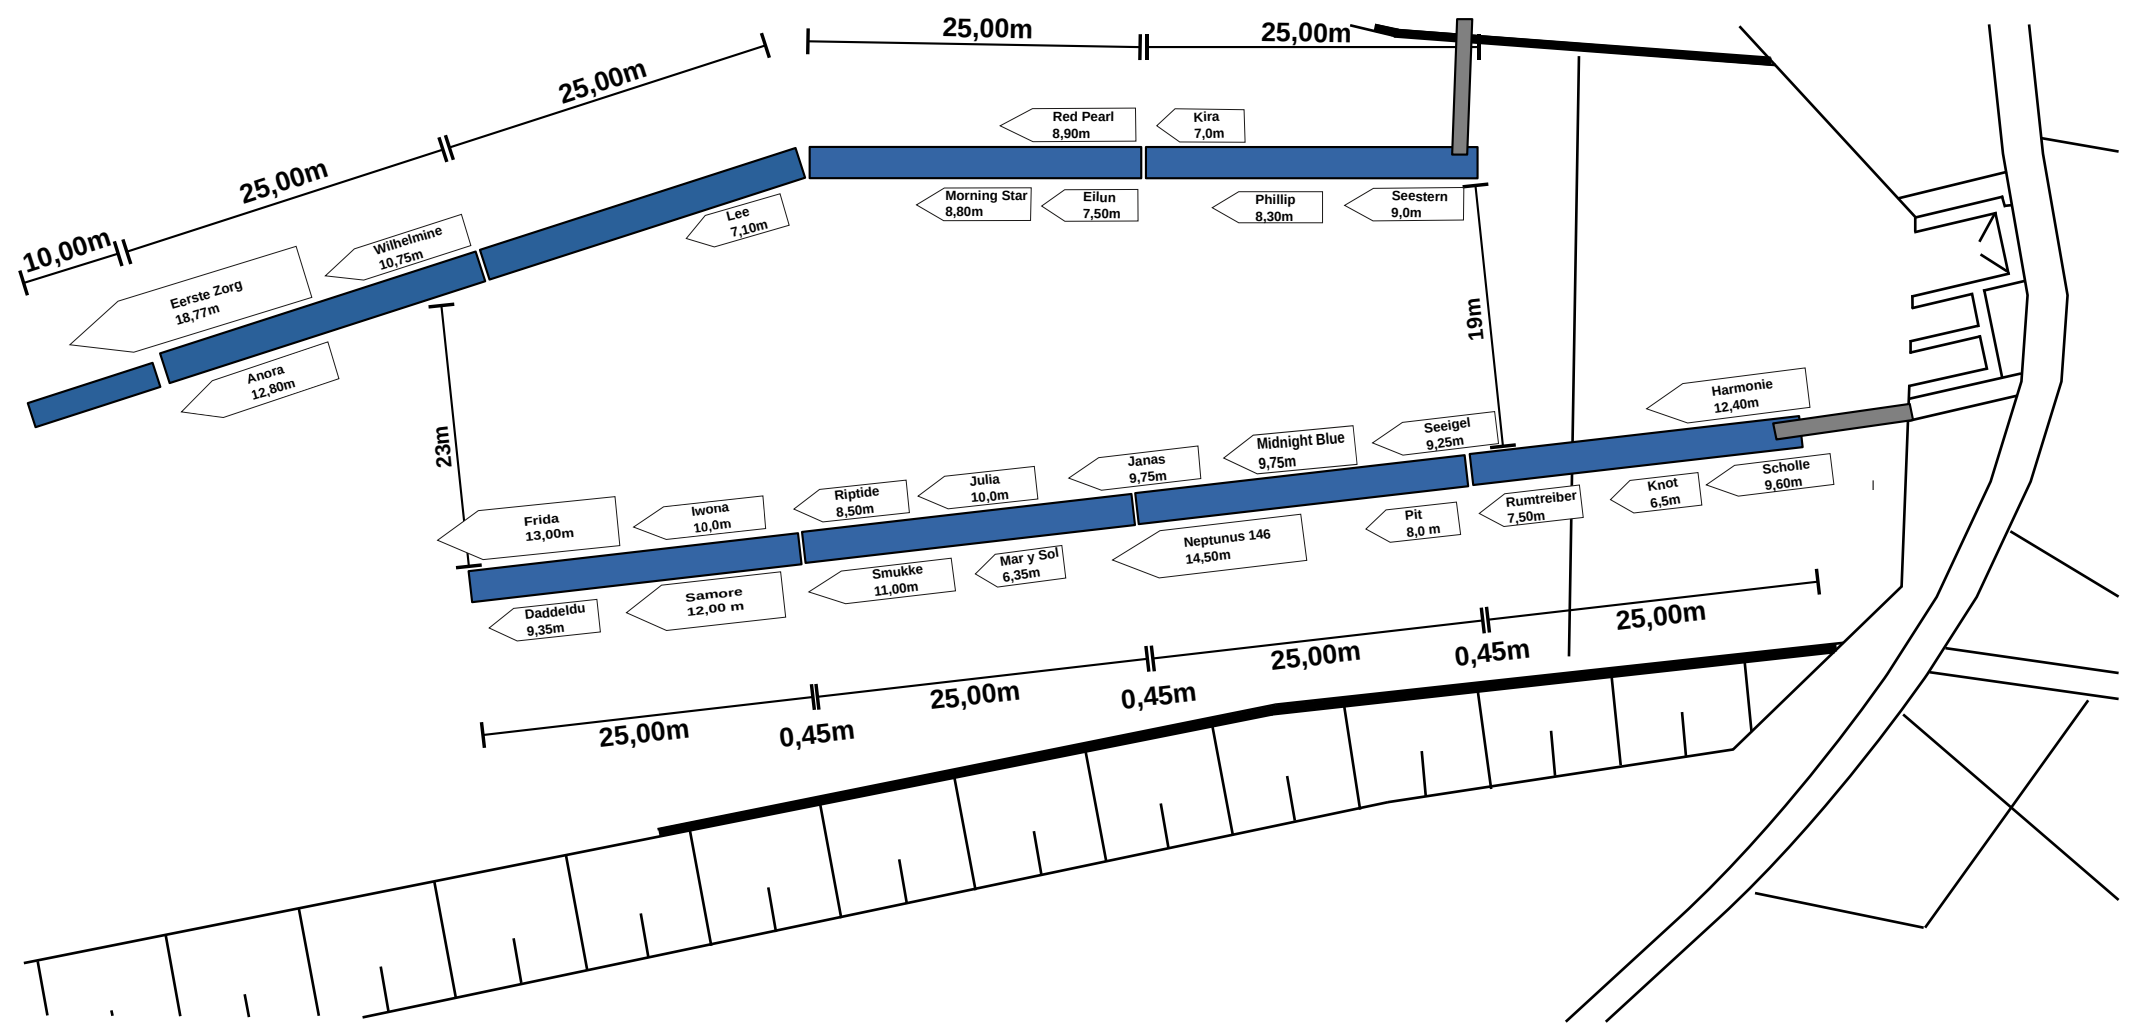 25,00m
25,00m
25,00m
25,00m
10,00m
Red Pearl
8,90m
Kira
7,0m
Morning Star
8,80m
Eilun
7,50m
Phillip
8,30m
Seestern
9,0m
Lee
7,10m
Wilhelmine
10,75m
Eerste Zorg
18,77m
Anora
12,80m
19m
23m
Harmonie
12,40m
Seeigel
9,25m
Midnight Blue
9,75m
Janas
9,75m
Julia
10,0m
Riptide
8,50m
Iwona
10,0m
Frida
13,00m
Scholle
9,60m
Knot
6,5m
Rumtreiber
7,50m
Pit
8,0 m
Neptunus 146
14,50m
Mar y Sol
6,35m
Smukke
11,00m
Samore
12,00 m
Daddeldu
9,35m
25,00m
0,45m
25,00m
0,45m
25,00m
0,45m
25,00m